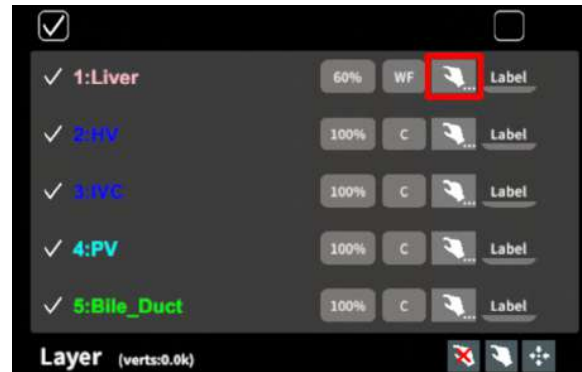 1:Liver 60% WF Label
2:HV 100% C Label
3:IVC 100% C Label
4:PV 100% C Label
5:Bile_Duct 100% C Label
Layer (verts:0.0k)